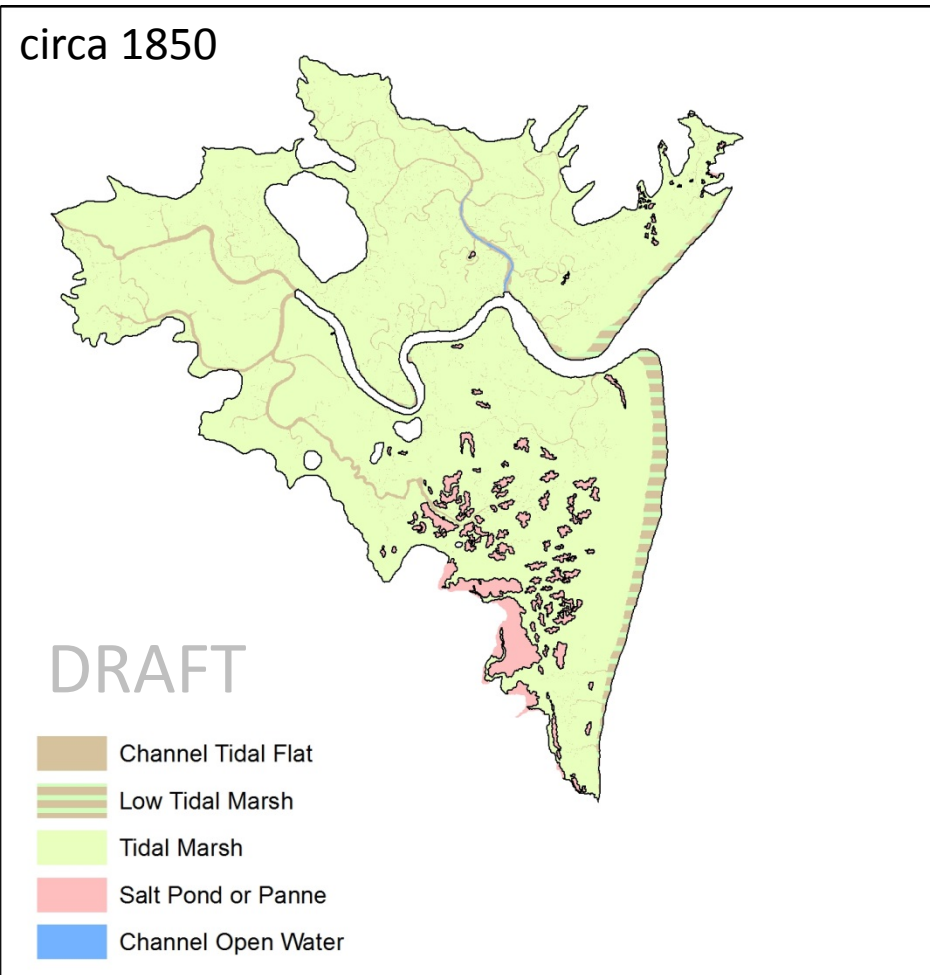 circa 1850
DRAFT
Channel Tidal Flat
Low Tidal Marsh
Tidal Marsh
Salt Pond or Panne
Channel Open Water